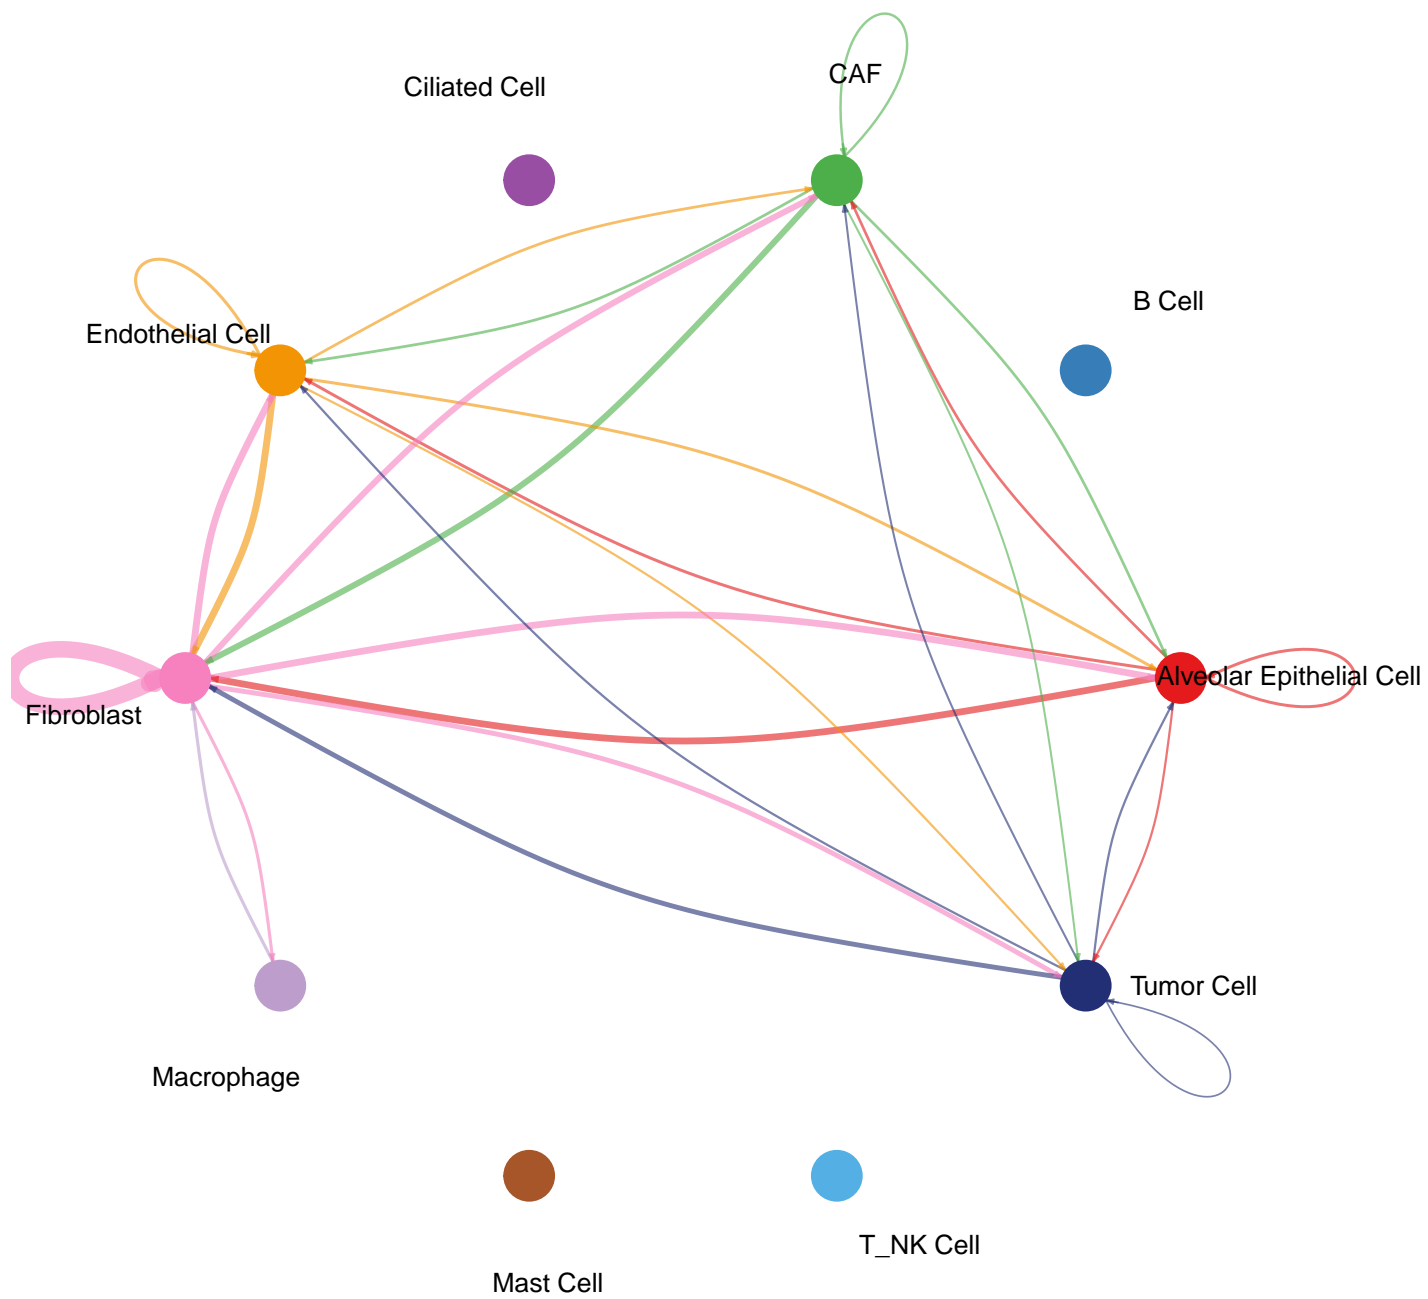 CAF
Ciliated Cell
B Cell
Endothelial Cell
Alveolar Epithelial Cell
Fibroblast
Tumor Cell
Macrophage
T_NK Cell
Mast Cell